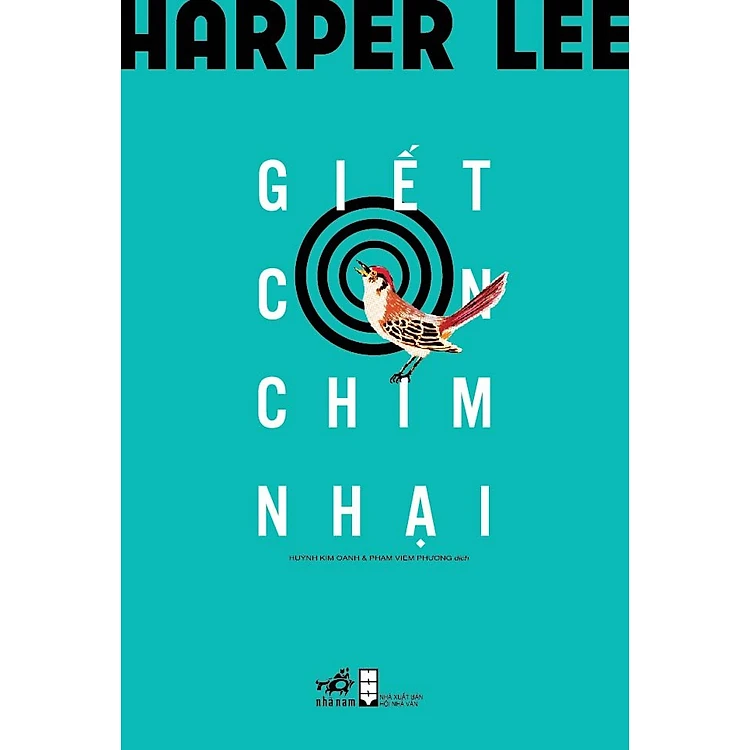 HARPER LEE
GIẾT
CON
CHIM
NHẠI
HUỲNH KIM OANH & PHẠM VIÊM PHƯƠNG dịch
nhã nam
NHÀ XUẤT BẢN
HỘI NHÀ VĂN